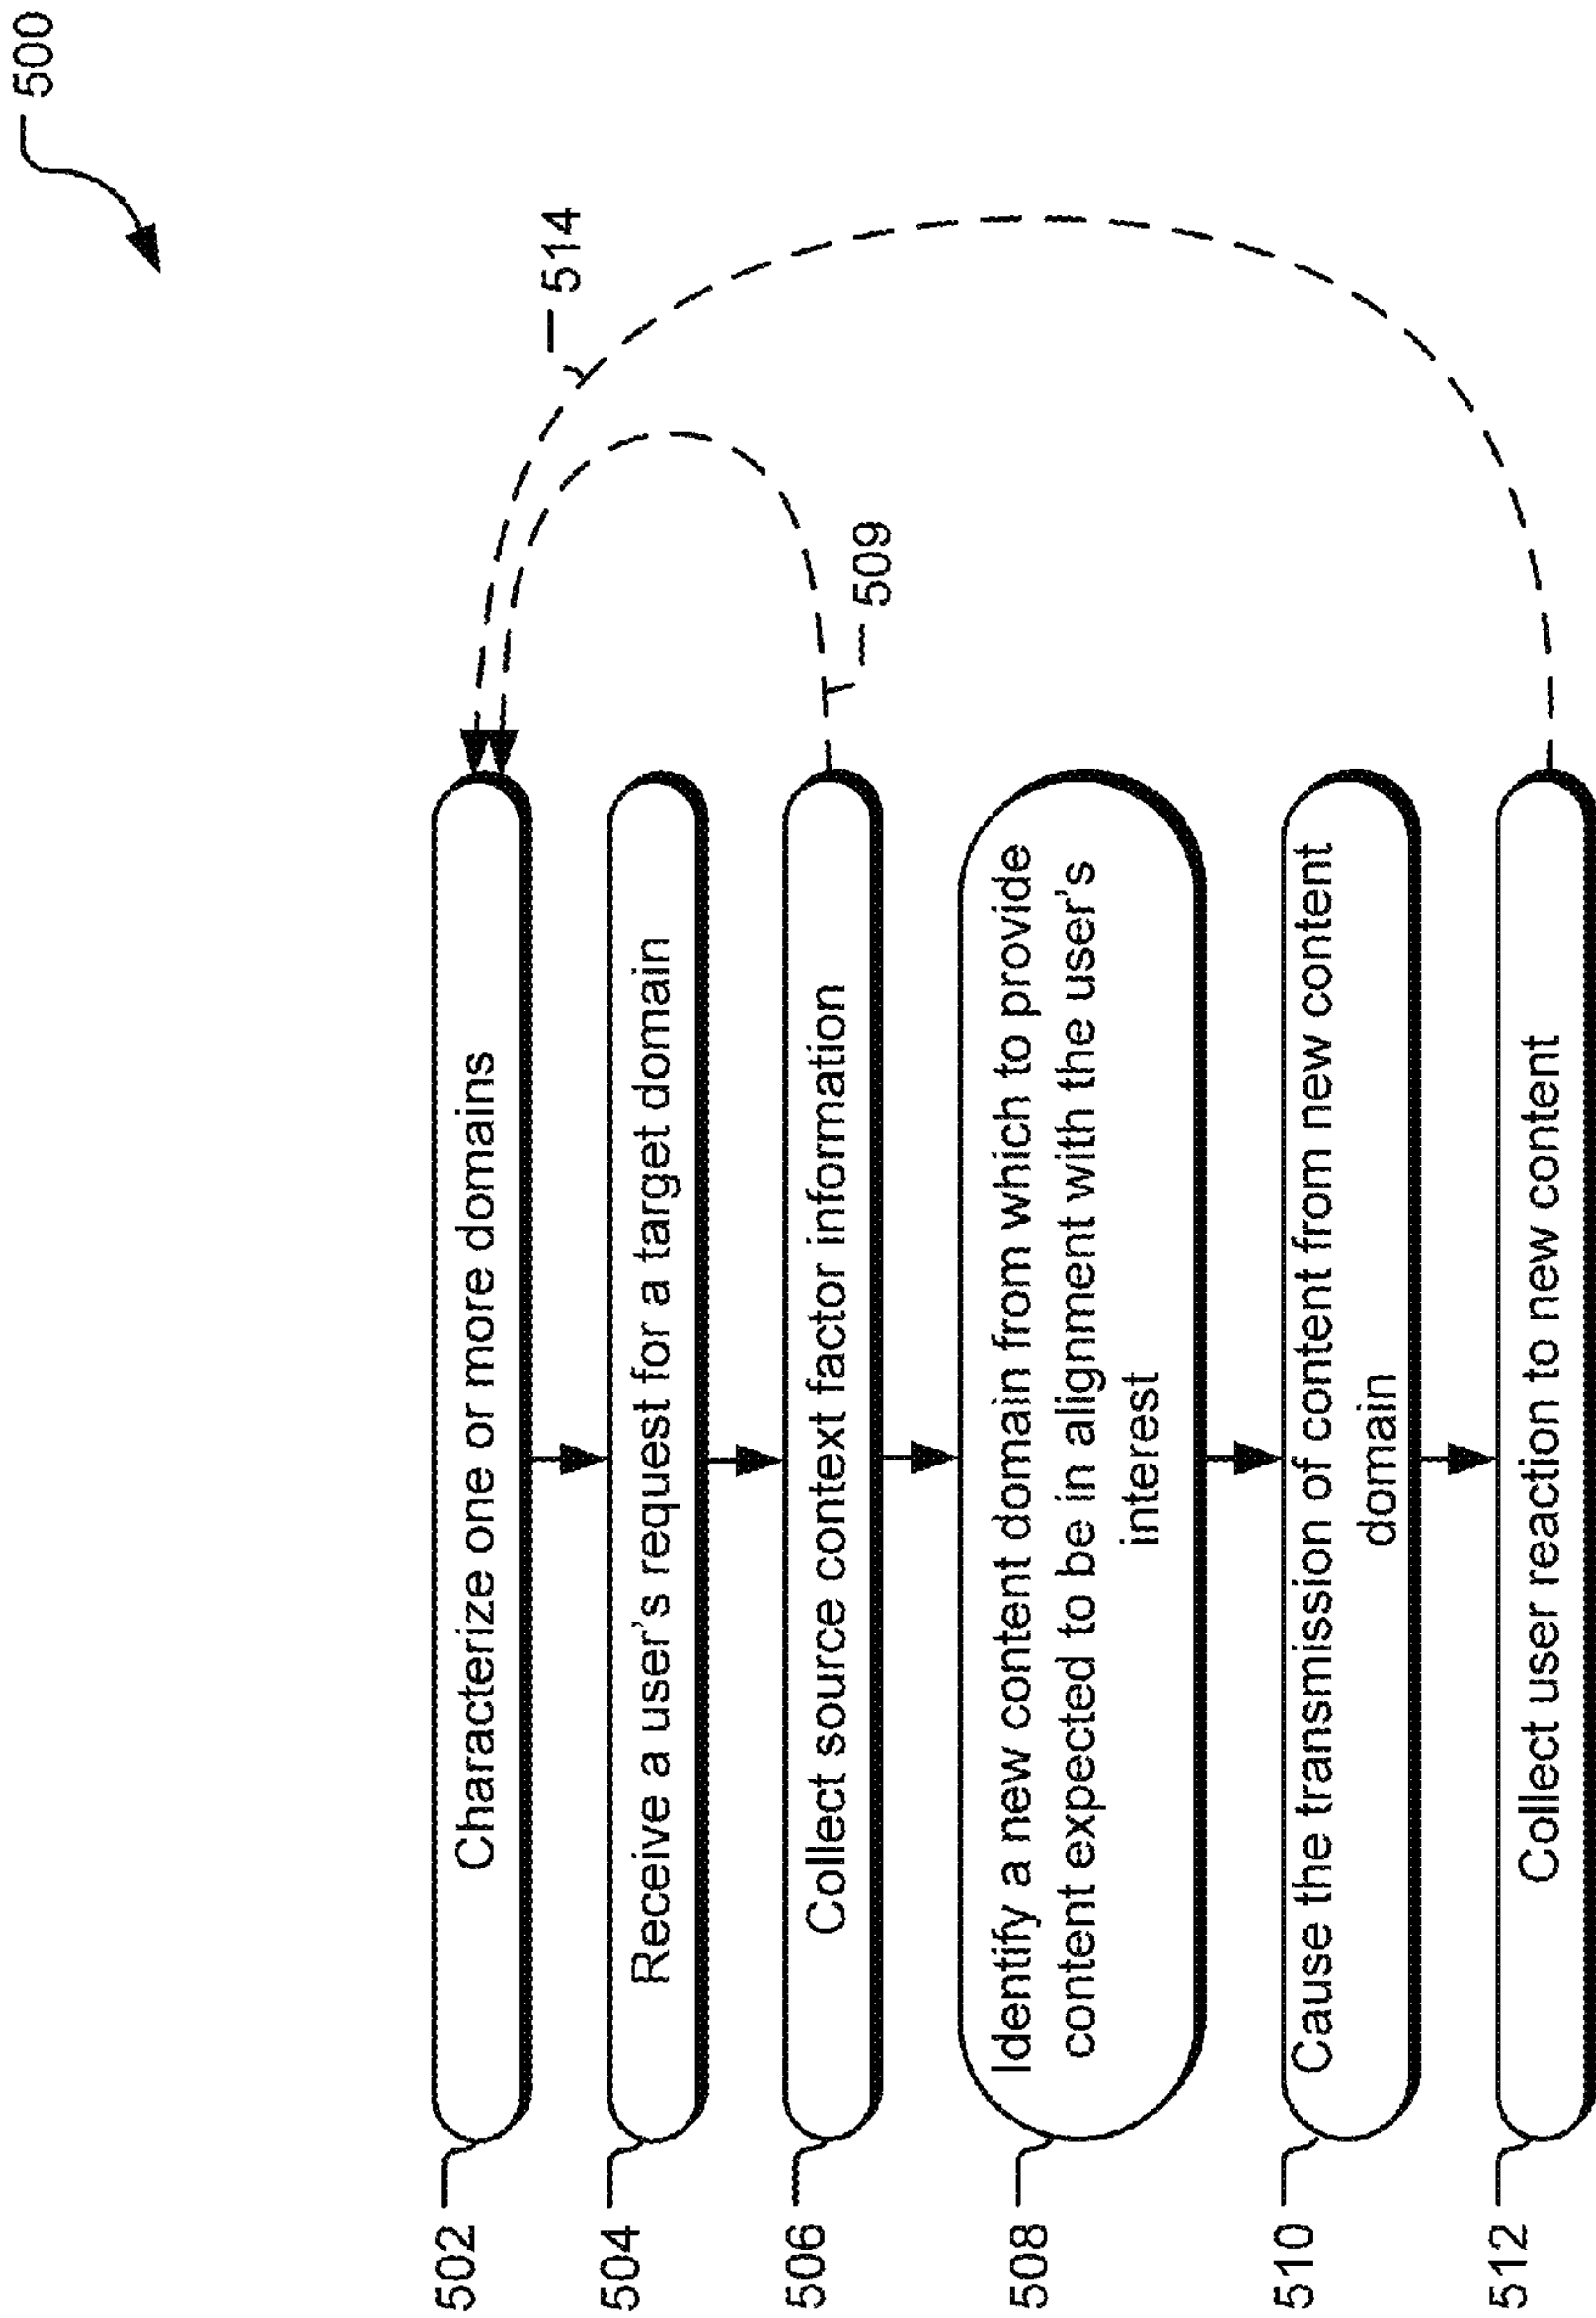 500
502
Characterize one or more domains
514
504
Receive a user's request for a target domain
506
Collect source context factor information
509
508
Identify a new content domain from which to provide
content expected to be in alignment with the user's
interest
510
Cause the transmission of content from new content
domain
512
Collect user reaction to new content